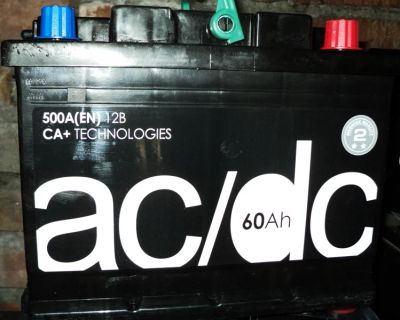 500A(EN) 12В
CA+ TECHNOLOGIES
2
ac/dc
60Ah